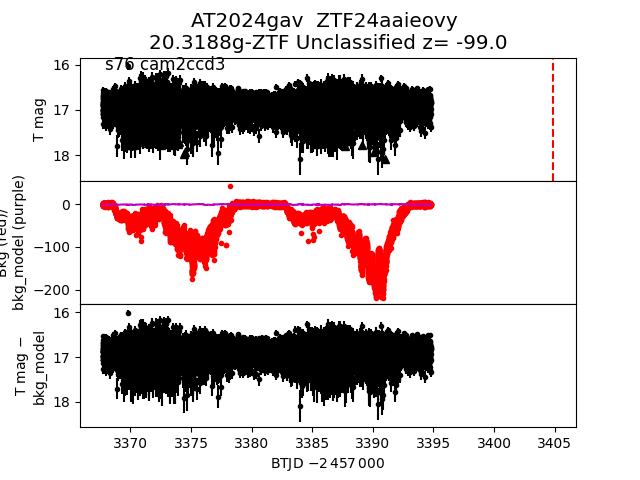 AT2024gav  ZTF24aaieovy
20.3188g-ZTF Unclassified z= -99.0
s76 cam2ccd3
16
17
18
T mag
0
−100
−200
Bkg (red)/
bkg_model (purple)
16
17
18
T mag −
bkg_model
3370
3375
3380
3385
3390
3395
3400
3405
BTJD −2 457 000